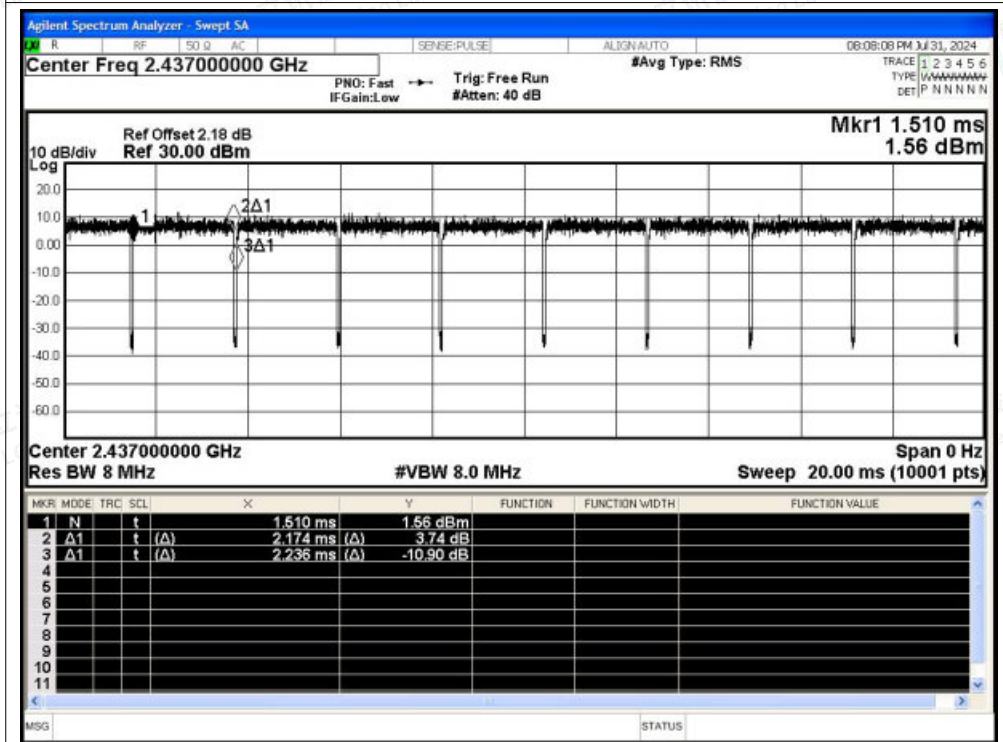 Agilent Spectrum Analyzer - Swept SA
R RF 50 Ω AC SENSE:PULSE ALIGN AUTO 08:08:08 PM Jul 31, 2024
Center Freq 2.437000000 GHz #Avg Type: RMS TRACE 1 2 3 4 5 6
PNO: Fast Trig: Free Run TYPE WWWWWW
IFGain:Low #Atten: 40 dB DET P N N N N N
Ref Offset 2.18 dB Mkr1 1.510 ms
10 dB/div Ref 30.00 dBm 1.56 dBm
Log
20.0
10.0
0.00
-10.0
-20.0
-30.0
-40.0
-50.0
-60.0
1
2Δ1
3Δ1
Center 2.437000000 GHz Span 0 Hz
Res BW 8 MHz #VBW 8.0 MHz Sweep 20.00 ms (10001 pts)
MKR MODE TRC SCL X Y FUNCTION FUNCTION WIDTH FUNCTION VALUE
1 N t 1.510 ms 1.56 dBm
2 Δ1 t (Δ) 2.174 ms (Δ) 3.74 dB
3 Δ1 t (Δ) 2.236 ms (Δ) -10.90 dB
4
5
6
7
8
9
10
11
MSG STATUS